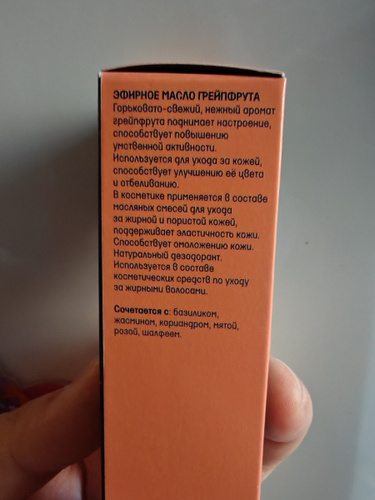 ЭФИРНОЕ МАСЛО ГРЕЙПФРУТА
Горьковато-свежий, нежный аромат
грейпфрута поднимает настроение,
способствует повышению
умственной активности.
Используется для ухода за кожей,
способствует улучшению её цвета
и отбеливанию.
В косметике применяется в составе
масляных смесей для ухода
за жирной и пористой кожей,
поддерживает эластичность кожи.
Способствует омоложению кожи.
Натуральный дезодорант.
Используется в составе
косметических средств по уходу
за жирными волосами.
Сочетается с: базиликом,
жасмином, кориандром, мятой,
розой, шалфеем.